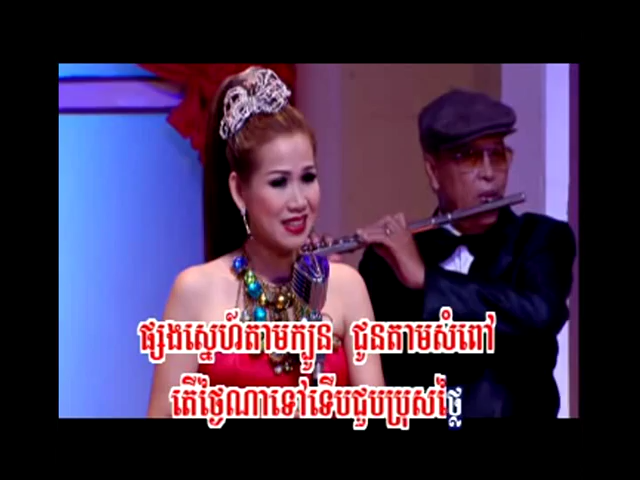 ផ្សងស្នេហ៍តាមក្បួន ជូនតាមសំពៅ
តើថ្ងៃណាទៅទើបជួបប្រុសថ្លៃ